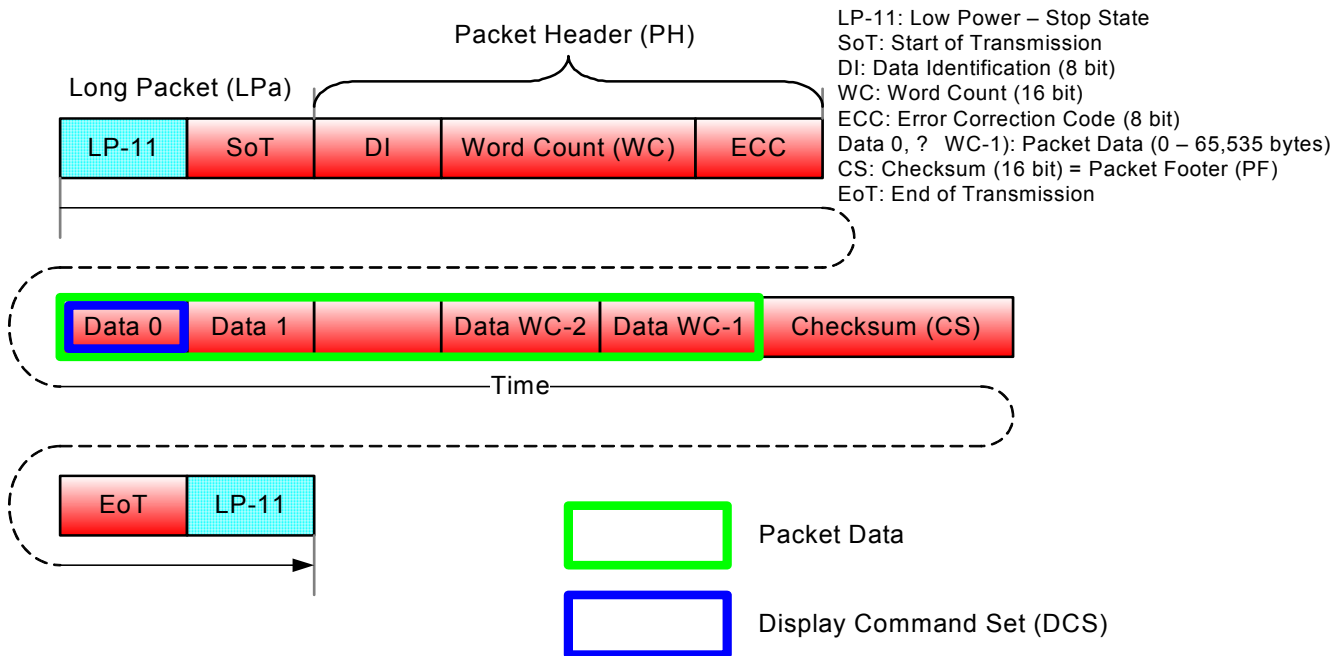 LP-11: Low Power – Stop State
SoT: Start of Transmission
DI: Data Identification (8 bit)
WC: Word Count (16 bit)
ECC: Error Correction Code (8 bit)
Data 0, ? WC-1): Packet Data (0 – 65,535 bytes)
CS: Checksum (16 bit) = Packet Footer (PF)
EoT: End of Transmission
Packet Header (PH)
Long Packet (LPa)
LP-11 SoT DI Word Count (WC) ECC
Data 0 Data 1 Data WC-2 Data WC-1 Checksum (CS)
Time
EoT LP-11
Packet Data
Display Command Set (DCS)